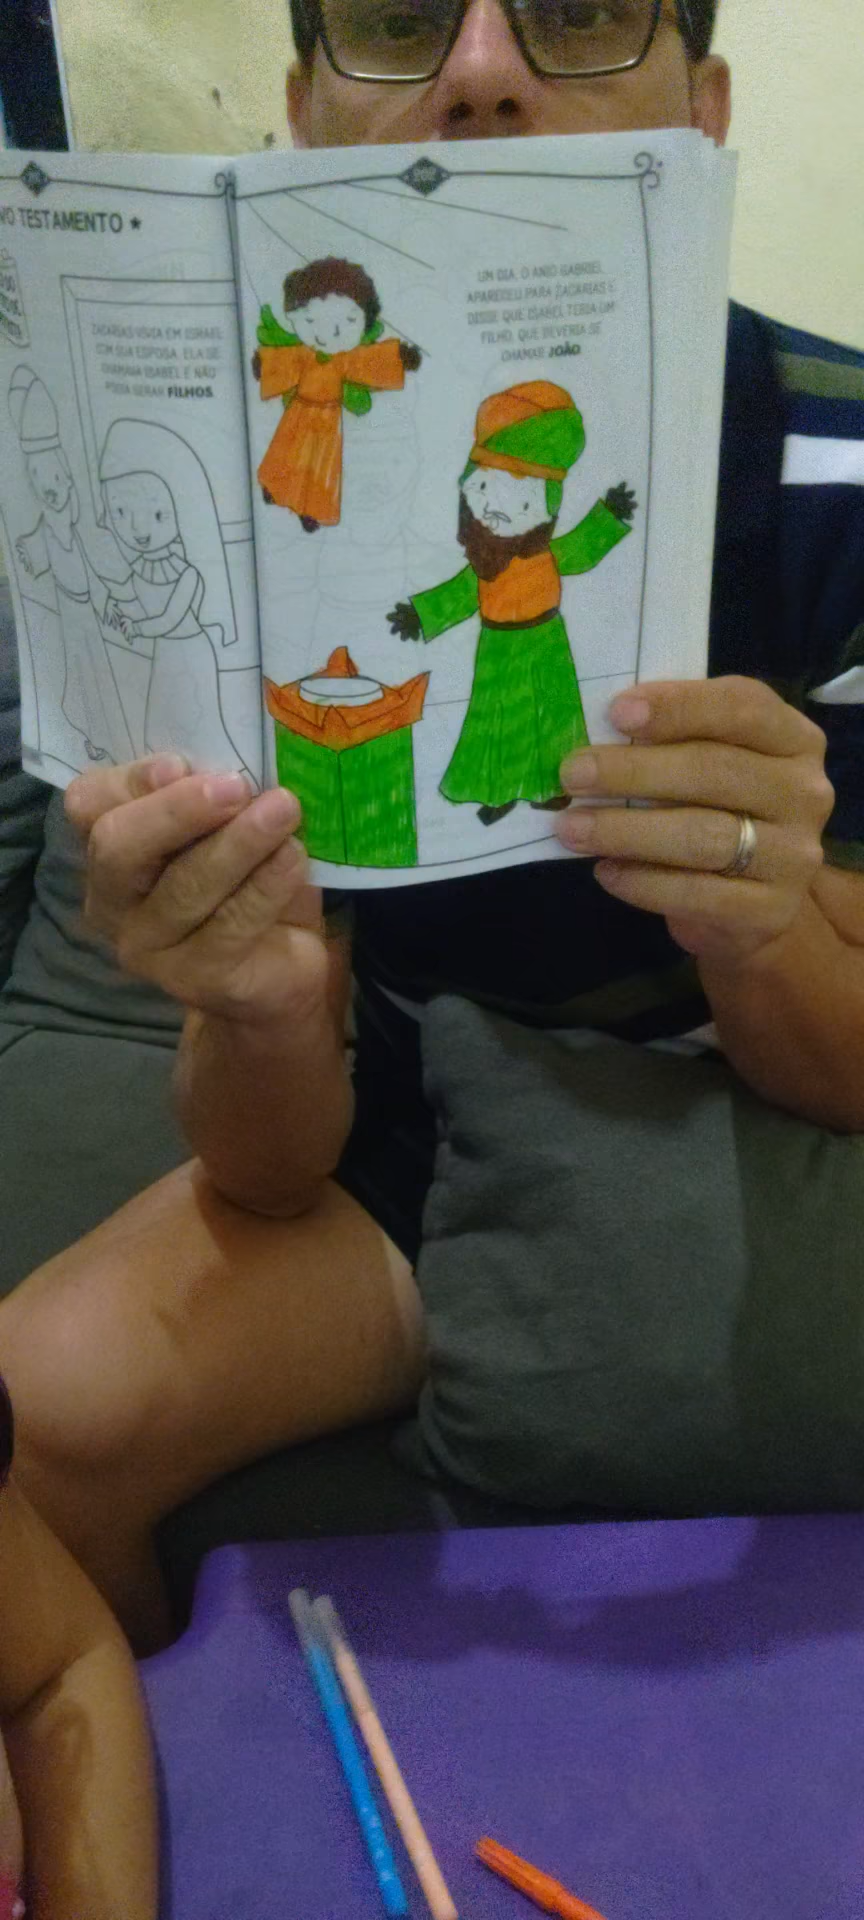 VO TESTAMENTO ★
ZACARIAS VIVIA EM ISRAEL
COM SUA ESPOSA. ELA SE
CHAMAVA ISABEL E NÃO
PODIA GERAR FILHOS.
UM DIA, O ANJO GABRIEL
APARECEU PARA ZACARIAS E
DISSE QUE ISABEL TERIA UM
FILHO, QUE DEVERIA SE
CHAMAR JOÃO.